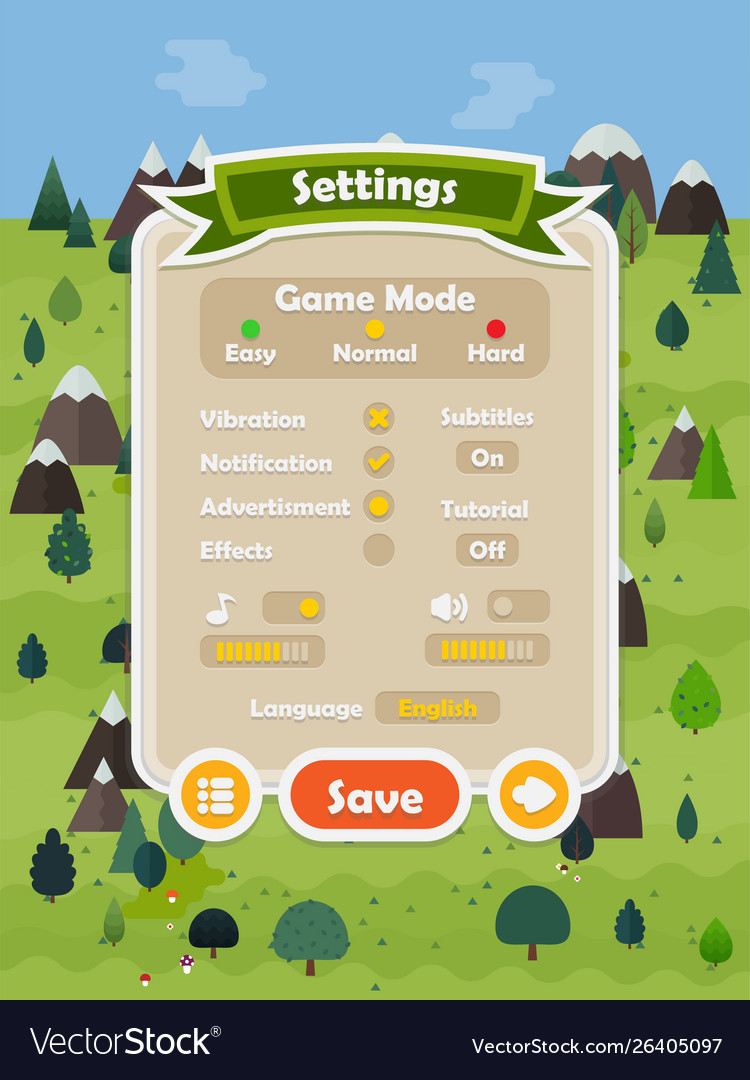 Settings
Game Mode
Easy Normal Hard
Vibration
Notification
Advertisment
Effects
Subtitles
On
Tutorial
Off
Language English
Save
VectorStock®
VectorStock.com/26405097